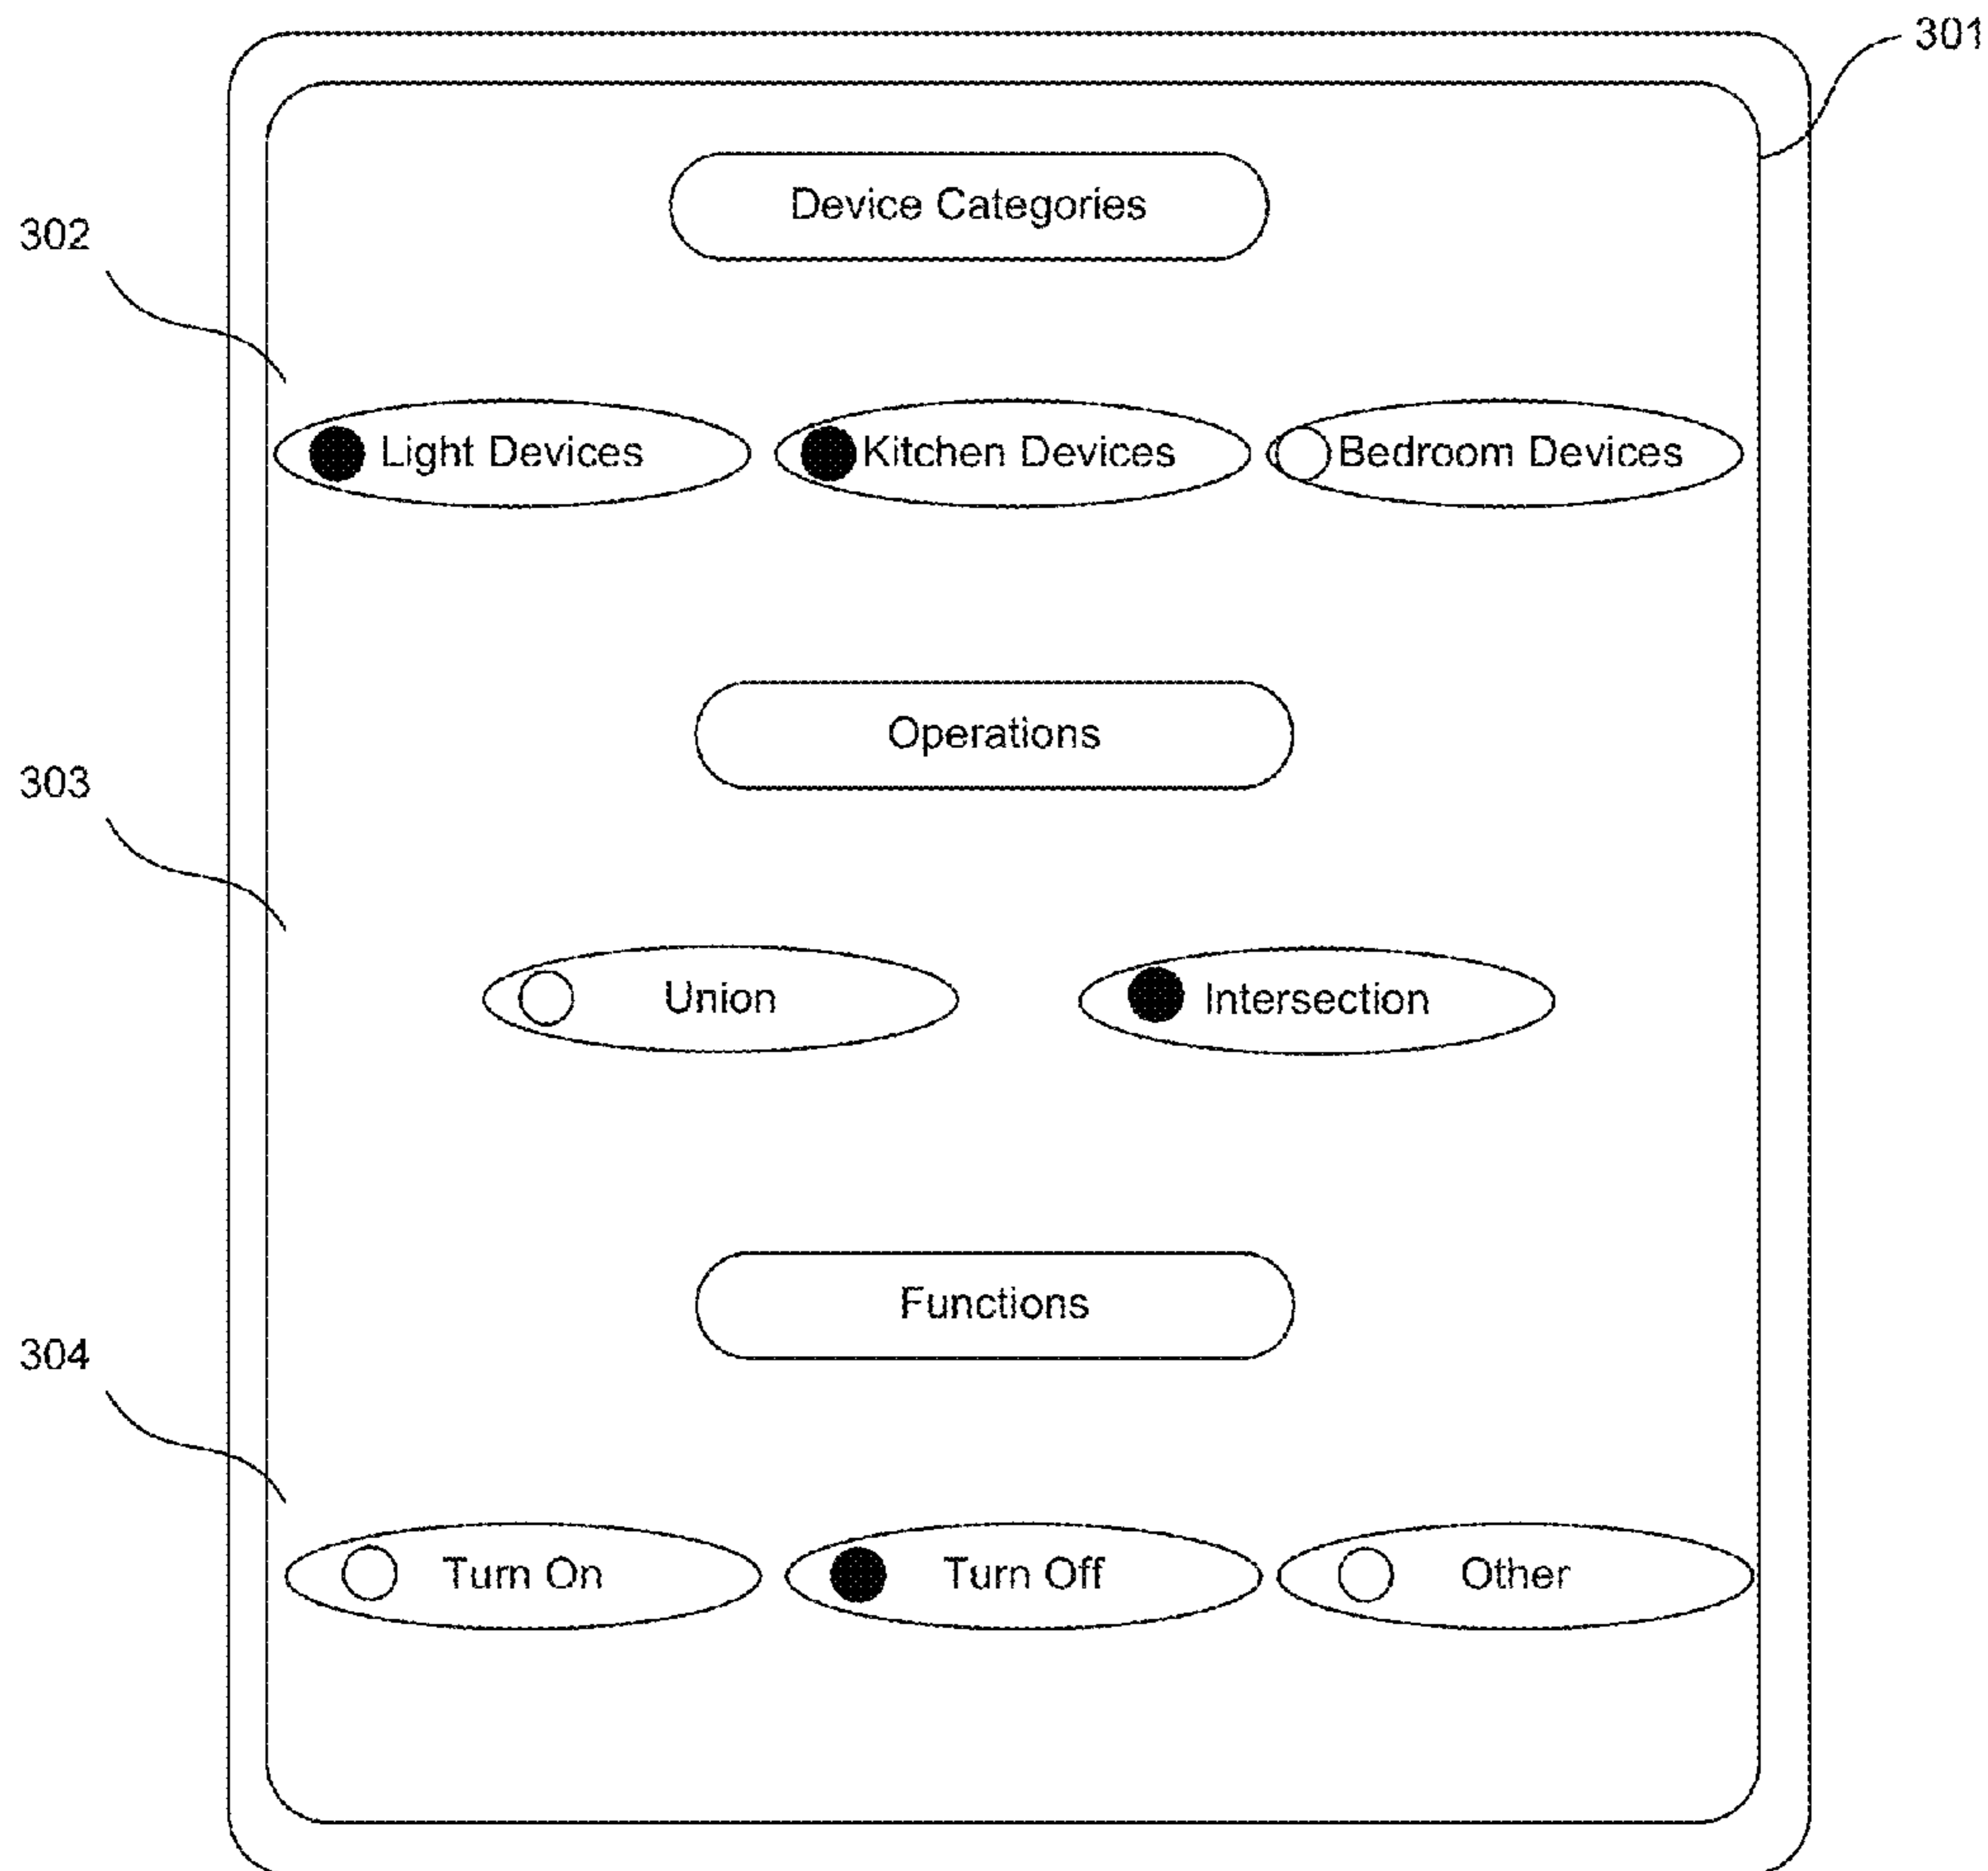 301
Device Categories
302
Light Devices Kitchen Devices Bedroom Devices
Operations
303
Union Intersection
Functions
304
Turn On Turn Off Other